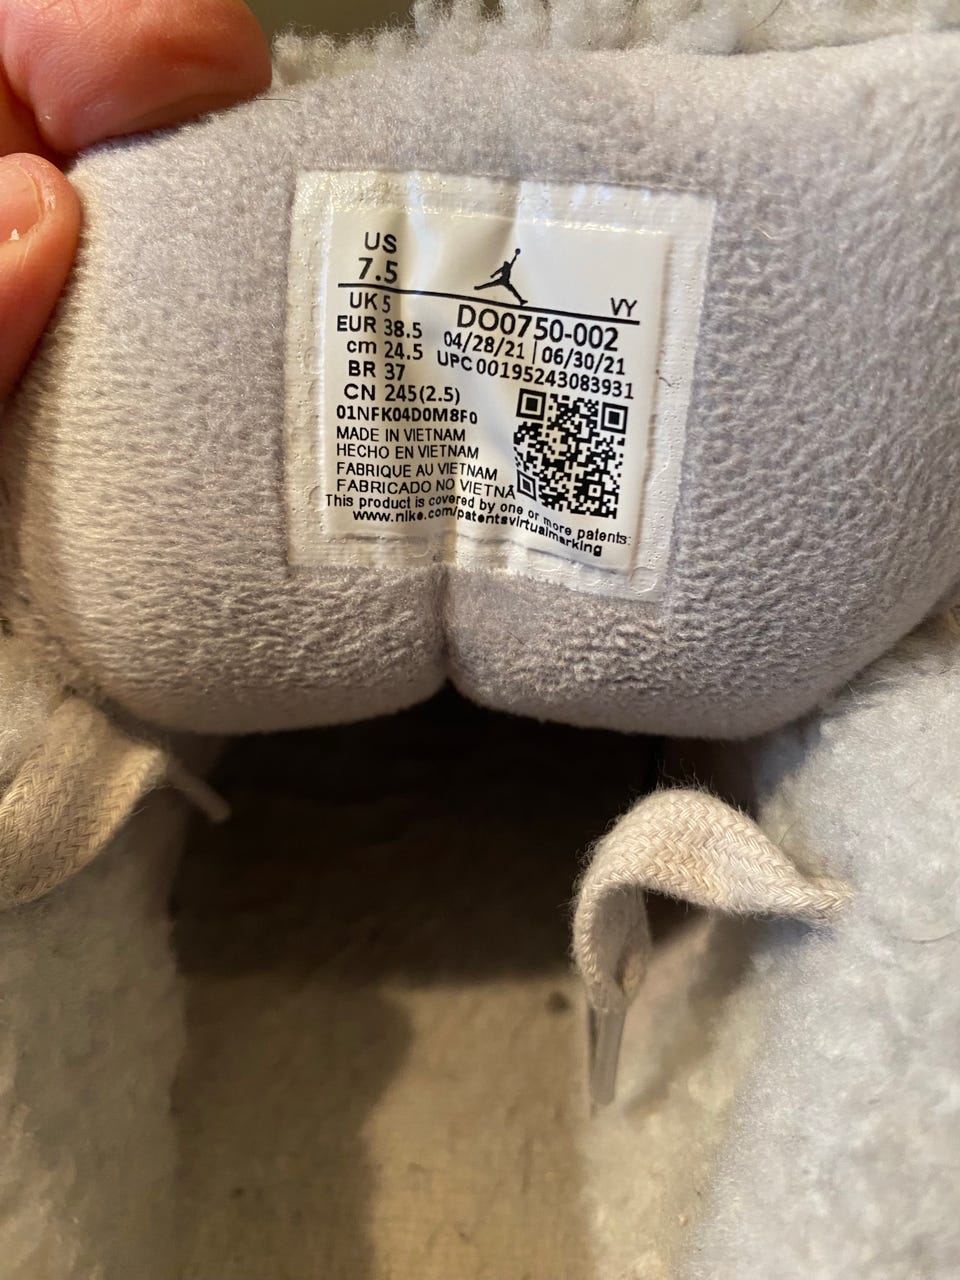 US
7.5
VY
UK 5
DO0750-002
EUR 38.5
04/28/21 | 06/30/21
cm 24.5
UPC 00195243083931
BR 37
CN 245(2.5)
01NFK04D0M8F0
MADE IN VIETNAM
HECHO EN VIETNAM
FABRIQUE AU VIETNAM
FABRICADO NO VIETNÃ
This product is covered by one or more patents:
www.nike.com/patentsvirtualmarking